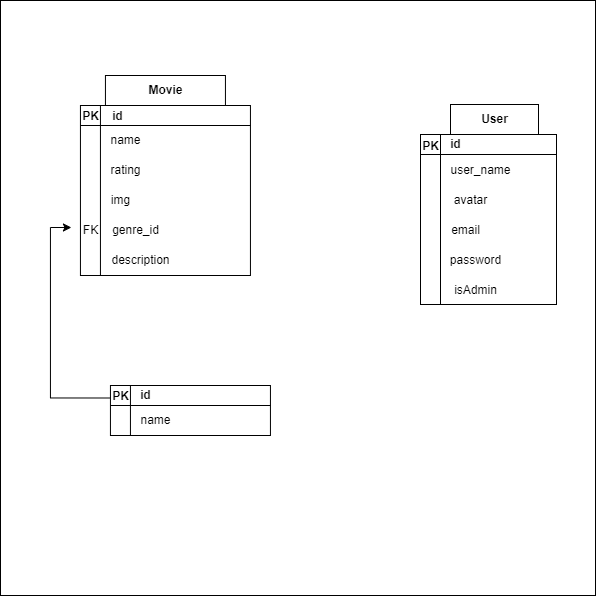 Movie
PK id
name
rating
img
FK genre_id
description
User
PK id
user_name
avatar
email
password
isAdmin
PK id
name